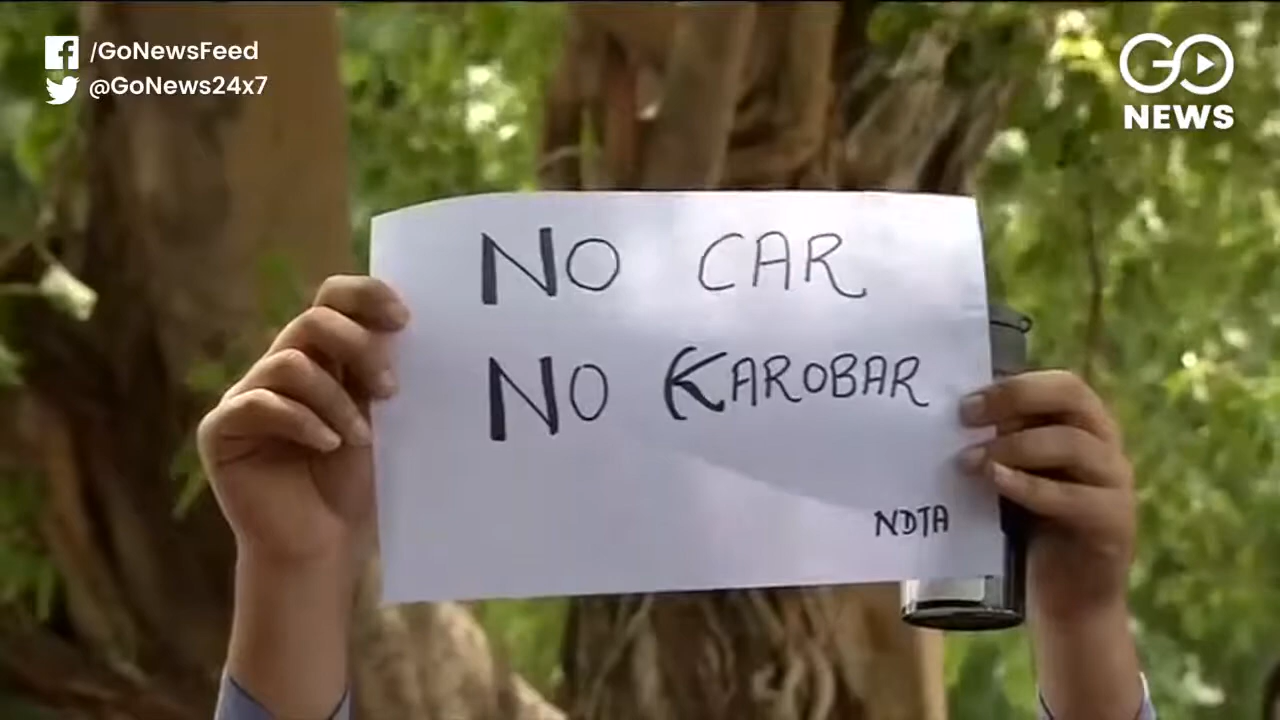 /GoNewsFeed
@GoNews24x7
GO
NEWS
NO CAR
NO KAROBAR
NDTA